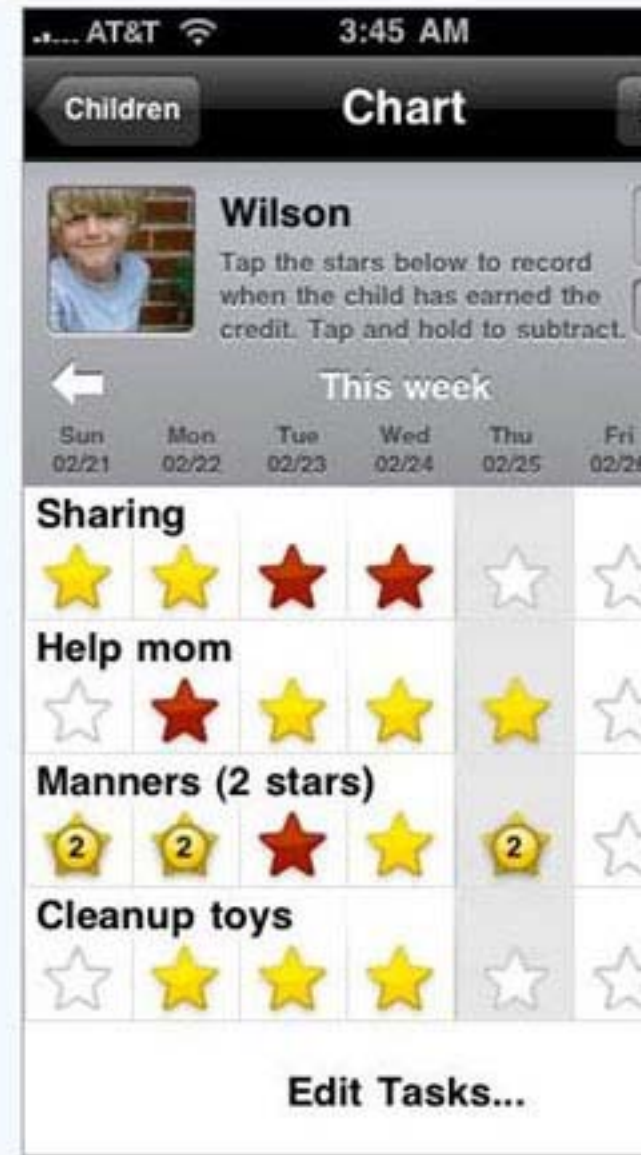 AT&T 3:45 AM
Children Chart
Wilson
Tap the stars below to record
when the child has earned the
credit. Tap and hold to subtract.
This week
Sun Mon Tue Wed Thu Fri
02/21 02/22 02/23 02/24 02/25
Sharing
Help mom
Manners (2 stars)
2 2 2
Cleanup toys
Edit Tasks...